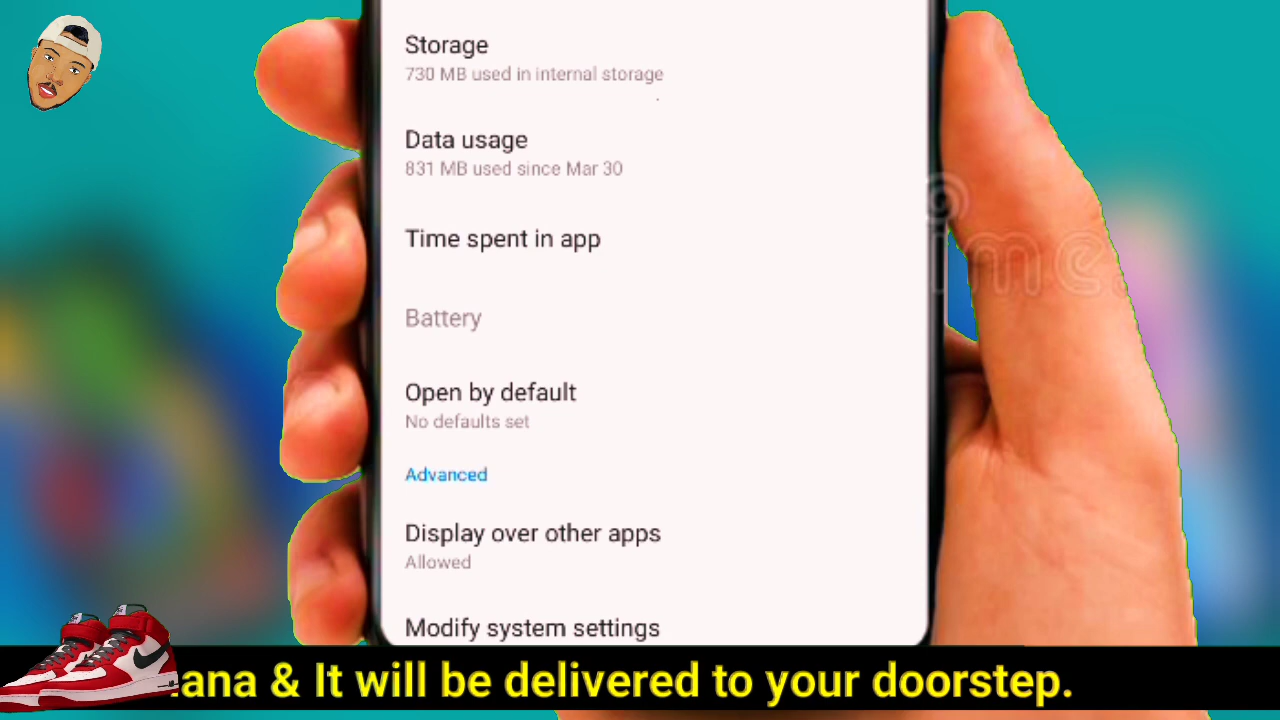 Storage
730 MB used in internal storage
Data usage
831 MB used since Mar 30
Time spent in app
Battery
Open by default
No defaults set
Advanced
Display over other apps
Allowed
Modify system settings
& It will be delivered to your doorstep.